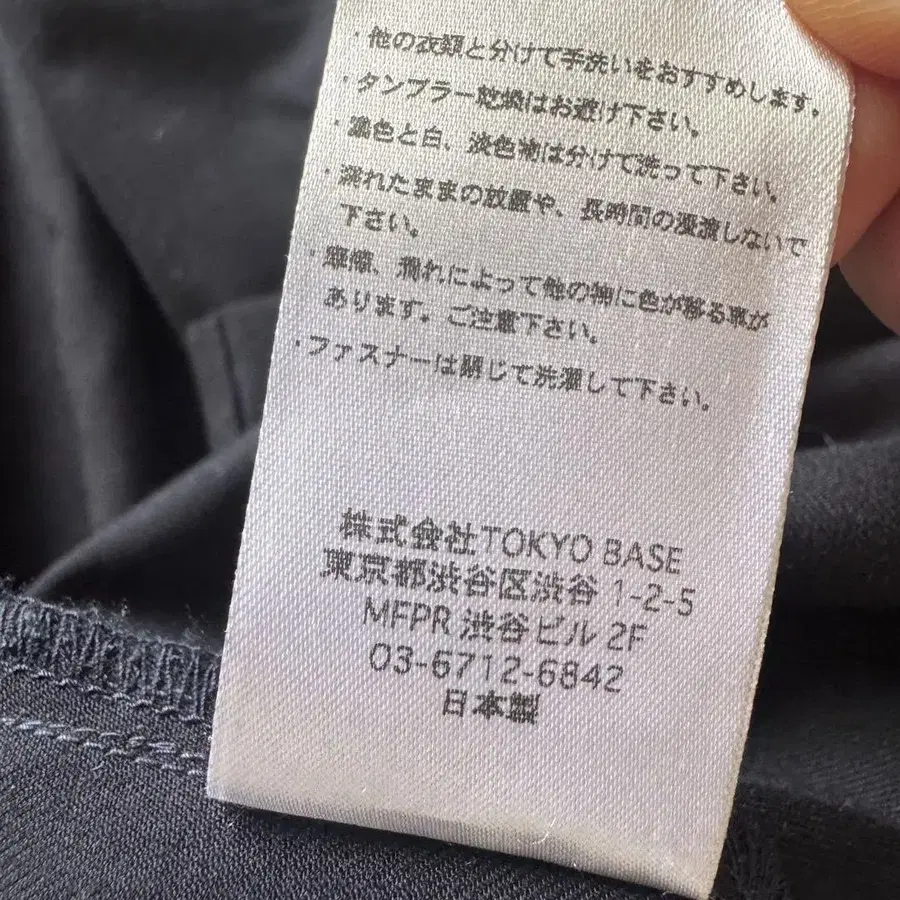 ・他の衣類と分けて手洗いをおすすめします。
・タンブラー乾燥はお避け下さい。
・濃色と白、淡色物は分けて洗って下さい。
・濡れたままの放置や、長時間の浸漬しないで
下さい。
・摩擦、濡れによって他の物に色が移る事が
あります。ご注意下さい。
・ファスナーは閉じて洗濯して下さい。
株式会社TOKYO BASE
東京都渋谷区渋谷 1-2-5
MFPR 渋谷ビル 2F
03-6712-6842
日本製